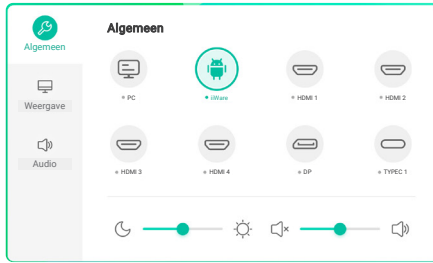 Algemeen
Algemeen
Weergave
Audio
PC
iWare
HDMI 1
HDMI 2
HDMI 3
HDMI 4
DP
TYPEC 1